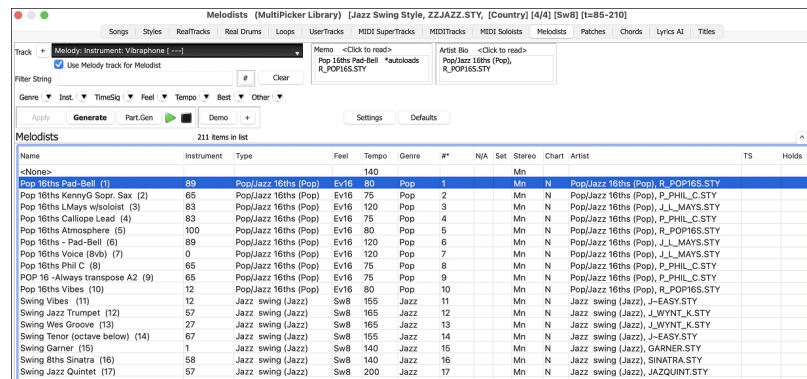 Melodists (MultiPicker Library) [Jazz Swing Style, ZZJAZZ.STY, [Country] [4/4] [Sw8] [t=85-210]
Songs Styles RealTracks Real Drums Loops UserTracks MIDI SuperTracks MIDITracks MIDI Soloists Melodists Patches Chords Lyrics AI Titles
Track + Melody: Instrument: Vibraphone [ ---]
Use Melody track for Melodist
Filter String # Clear
Memo <Click to read>
Pop 16ths Pad-Bell *autoloads
R_POP16S.STY
Artist Bio <Click to read>
Pop/Jazz 16ths (Pop),
R_POP16S.STY
Genre Inst. TimeSig Feel Tempo Best Other
Apply Generate Part.Gen Demo + Settings Defaults
Melodists 211 items in list
Name Instrument Type Feel Tempo Genre #* N/A Set Stereo Chart Artist TS Holds
<None> 140 Mn
Pop 16ths Pad-Bell (1) 89 Pop/Jazz 16ths (Pop) Ev16 80 Pop 1 Mn N Pop/Jazz 16ths (Pop), R_POP16S.STY
Pop 16ths KennyG Sopr. Sax (2) 65 Pop/Jazz 16ths (Pop) Ev16 75 Pop 2 Mn N Pop/Jazz 16ths (Pop), P_PHIL_C.STY
Pop 16ths LMays w/soloist (3) 83 Pop/Jazz 16ths (Pop) Ev16 120 Pop 3 Mn N Pop/Jazz 16ths (Pop), J_L_MAYS.STY
Pop 16ths Calliope Lead (4) 83 Pop/Jazz 16ths (Pop) Ev16 75 Pop 4 Mn N Pop/Jazz 16ths (Pop), P_PHIL_C.STY
Pop 16ths Atmosphere (5) 100 Pop/Jazz 16ths (Pop) Ev16 80 Pop 5 Mn N Pop/Jazz 16ths (Pop), R_POP16S.STY
Pop 16ths - Pad-Bell (6) 89 Pop/Jazz 16ths (Pop) Ev16 120 Pop 6 Mn N Pop/Jazz 16ths (Pop), J_L_MAYS.STY
Pop 16ths Voice (8vb) (7) 0 Pop/Jazz 16ths (Pop) Ev16 120 Pop 7 Mn N Pop/Jazz 16ths (Pop), J_L_MAYS.STY
Pop 16ths Phil C (8) 65 Pop/Jazz 16ths (Pop) Ev16 75 Pop 8 Mn N Pop/Jazz 16ths (Pop), P_PHIL_C.STY
POP 16 -Always transpose A2 (9) 65 Pop/Jazz 16ths (Pop) Ev16 75 Pop 9 Mn N Pop/Jazz 16ths (Pop), P_PHIL_C.STY
Pop 16ths Vibes (10) 12 Pop/Jazz 16ths (Pop) Ev16 80 Pop 10 Mn N Pop/Jazz 16ths (Pop), R_POP16S.STY
Swing Vibes (11) 12 Jazz swing (Jazz) Sw8 155 Jazz 11 Mn N Jazz swing (Jazz), J~EASY.STY
Swing Jazz Trumpet (12) 57 Jazz swing (Jazz) Sw8 165 Jazz 12 Mn N Jazz swing (Jazz), J_WYNT_K.STY
Swing Wes Groove (13) 27 Jazz swing (Jazz) Sw8 165 Jazz 13 Mn N Jazz swing (Jazz), J_WYNT_K.STY
Swing Tenor (octave below) (14) 67 Jazz swing (Jazz) Sw8 155 Jazz 14 Mn N Jazz swing (Jazz), J~EASY.STY
Swing Garner (15) 1 Jazz swing (Jazz) Sw8 140 Jazz 15 Mn N Jazz swing (Jazz), GARNER.STY
Swing 8ths Sinatra (16) 58 Jazz swing (Jazz) Sw8 140 Jazz 16 Mn N Jazz swing (Jazz), SINATRA.STY
Swing Jazz Quintet (17) 57 Jazz swing (Jazz) Sw8 200 Jazz 17 Mn N Jazz swing (Jazz), JAZQUINT.STY